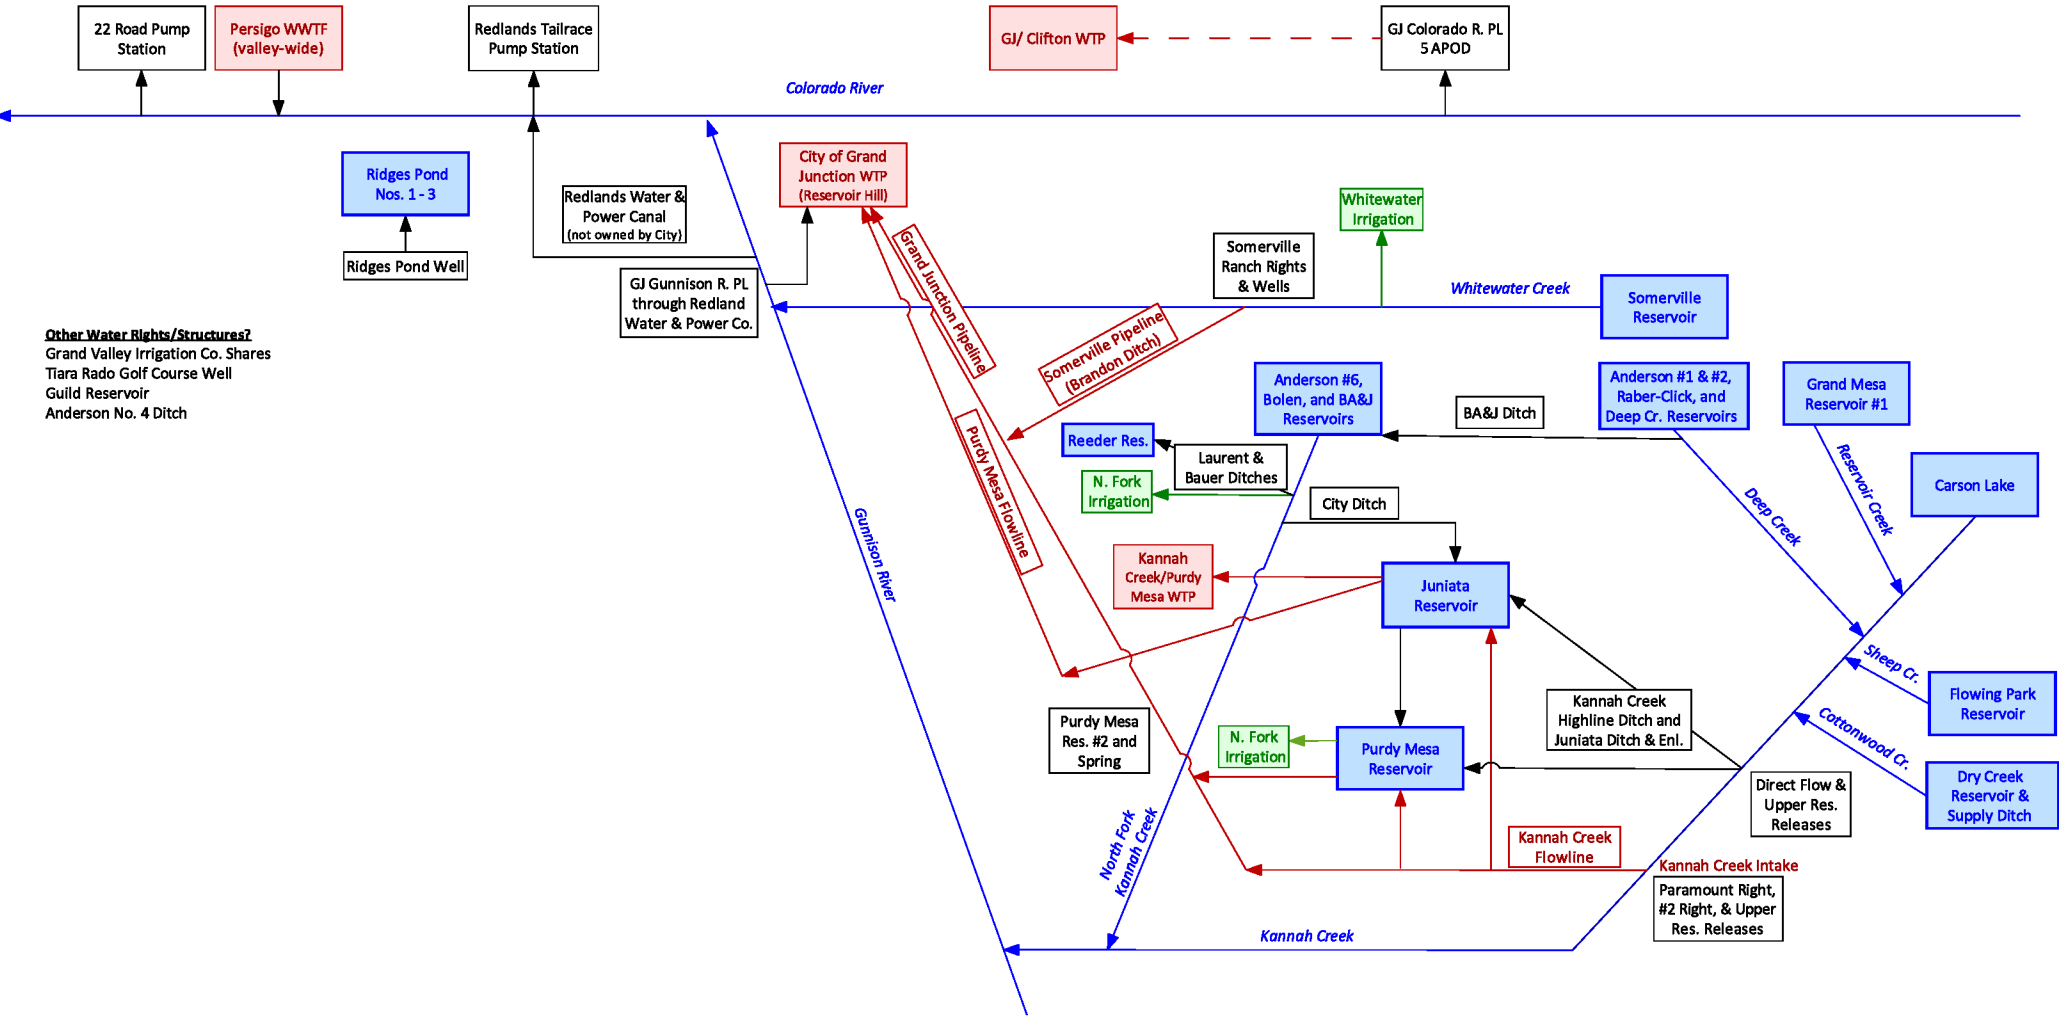 22 Road Pump
Station
Persigo WWTF
(valley-wide)
Redlands Tailrace
Pump Station
GJ/ Clifton WTP
GJ Colorado R. PL
5 APOD
Colorado River
Ridges Pond
Nos. 1 - 3
Ridges Pond Well
Redlands Water &
Power Canal
(not owned by City)
City of Grand
Junction WTP
(Reservoir Hill)
GJ Gunnison R. PL
through Redland
Water & Power Co.
Grand Junction Pipeline
Somerville
Ranch Rights
& Wells
Whitewater
Irrigation
Whitewater Creek
Somerville
Reservoir
Somerville Pipeline
(Brandon Ditch)
Other Water Rights/Structures?
Grand Valley Irrigation Co. Shares
Tiara Rado Golf Course Well
Guild Reservoir
Anderson No. 4 Ditch
Purdy Mesa Flowline
Gunnison River
Reeder Res.
N. Fork
Irrigation
Laurent &
Bauer Ditches
Anderson #6,
Bolen, and BA&J
Reservoirs
BA&J Ditch
Anderson #1 & #2,
Raber-Click, and
Deep Cr. Reservoirs
Grand Mesa
Reservoir #1
Carson Lake
Reservoir Creek
Deep Creek
City Ditch
Kannah
Creek/Purdy
Mesa WTP
Juniata
Reservoir
Sheep Cr.
Flowing Park
Reservoir
Cottonwood Cr.
Dry Creek
Reservoir &
Supply Ditch
Kannah Creek
Highline Ditch and
Juniata Ditch & Enl.
Purdy Mesa
Res. #2 and
Spring
N. Fork
Irrigation
Purdy Mesa
Reservoir
Direct Flow &
Upper Res.
Releases
North Fork
Kannah Creek
Kannah Creek
Flowline
Kannah Creek Intake
Paramount Right,
#2 Right, & Upper
Res. Releases
Kannah Creek